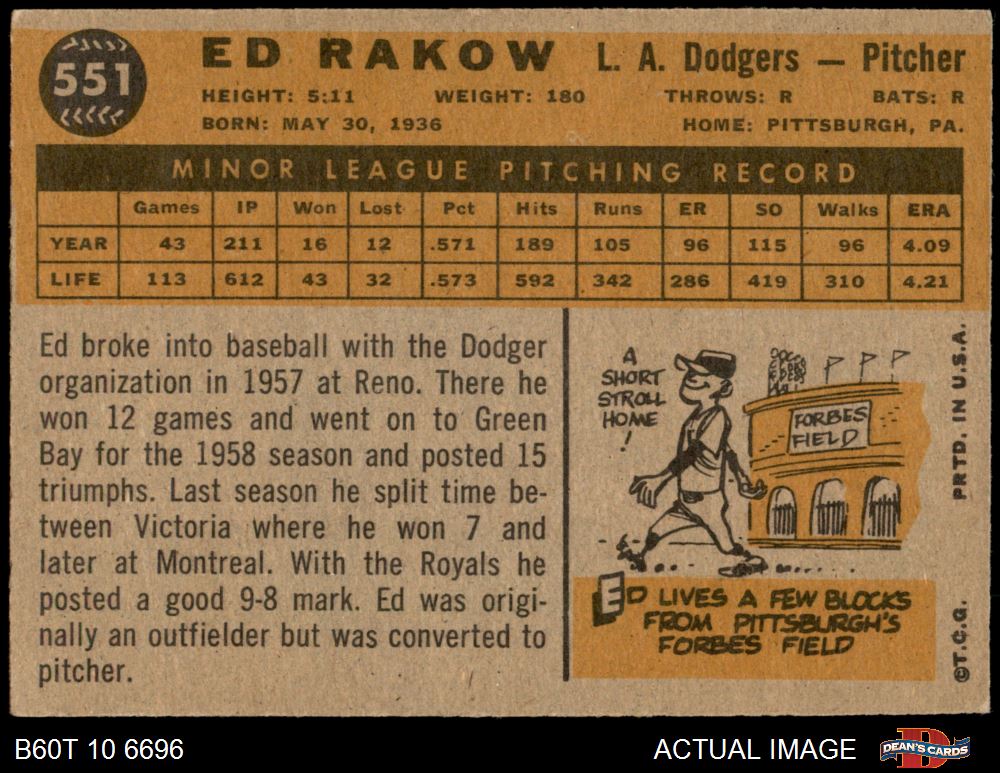 551
ED RAKOW L. A. Dodgers — Pitcher
HEIGHT: 5:11 WEIGHT: 180 THROWS: R BATS: R
BORN: MAY 30, 1936 HOME: PITTSBURGH, PA.
MINOR LEAGUE PITCHING RECORD
Games IP Won Lost Pct Hits Runs ER SO Walks ERA
YEAR 43 211 16 12 .571 189 105 96 115 96 4.09
LIFE 113 612 43 32 .573 592 342 286 419 310 4.21
Ed broke into baseball with the Dodger
organization in 1957 at Reno. There he
won 12 games and went on to Green
Bay for the 1958 season and posted 15
triumphs. Last season he split time be-
tween Victoria where he won 7 and
later at Montreal. With the Royals he
posted a good 9-8 mark. Ed was origi-
nally an outfielder but was converted to
pitcher.
A
SHORT
STROLL
HOME
!
FORBES
FIELD
ED LIVES A FEW BLOCKS
FROM PITTSBURGH'S
FORBES FIELD
PRTD. IN U.S.A.
©T.C.G.
B60T 10 6696
ACTUAL IMAGE
DEAN'S CARDS